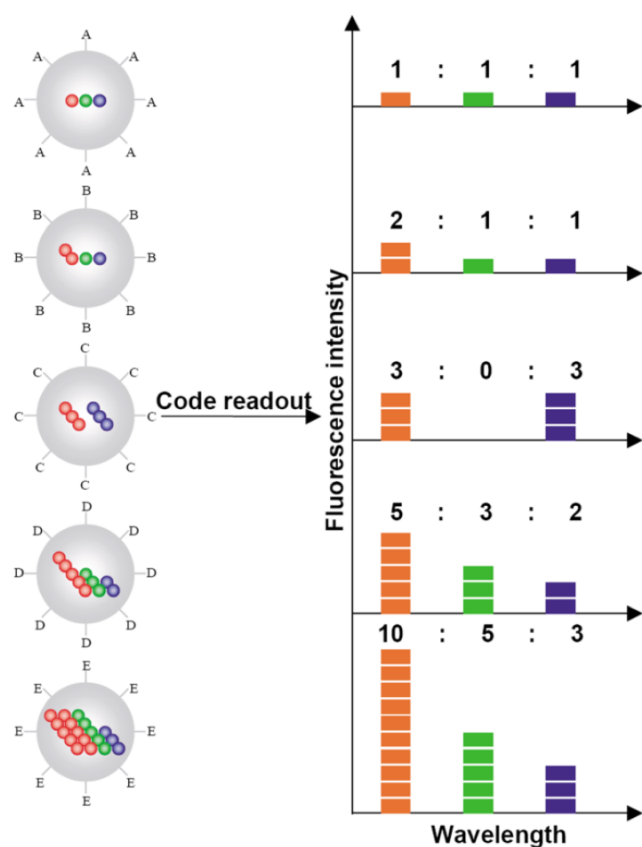 A
A A
A A
A A
A
B
B B
B B
B B
B
C
C C
C C
C C
C
D
D D
D D
D D
D
E
E E
E E
E E
E
Code readout
Fluorescence intensity
1 : 1 : 1
2 : 1 : 1
3 : 0 : 3
5 : 3 : 2
10 : 5 : 3
Wavelength